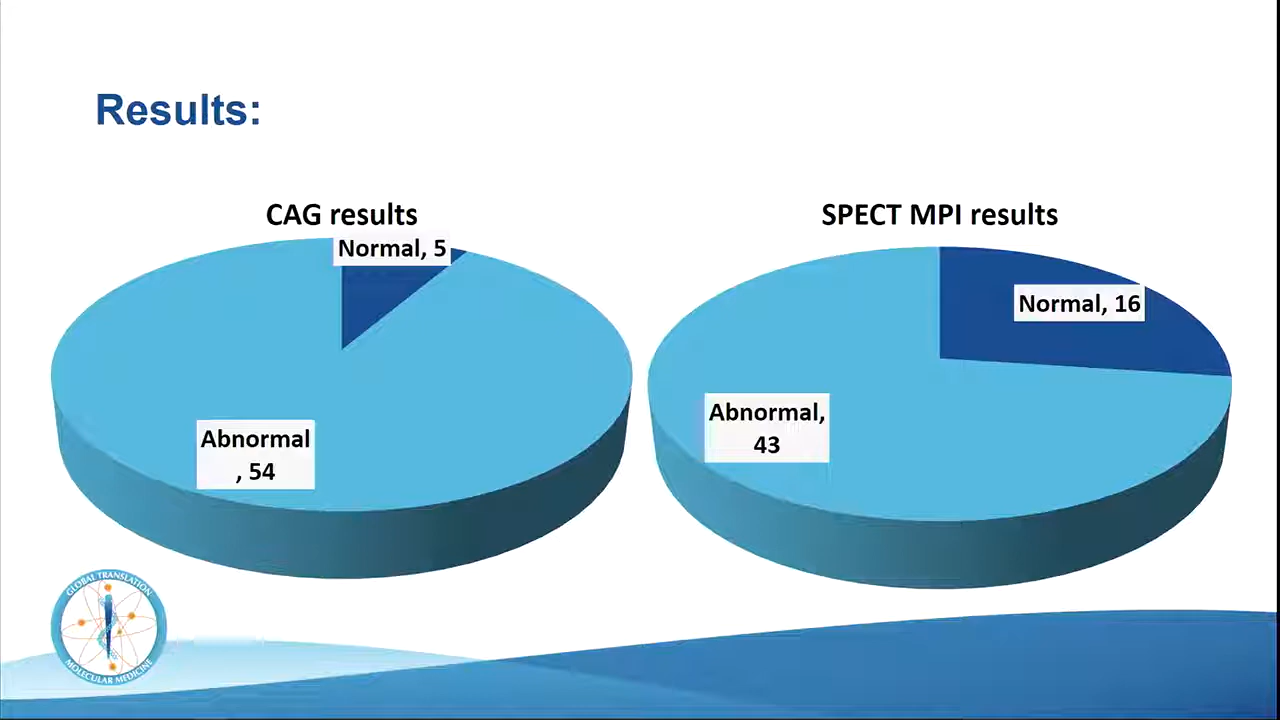 Results:
CAG results
Normal, 5
Abnormal
, 54
SPECT MPI results
Normal, 16
Abnormal,
43
GLOBAL TRANSLATION
MOLECULAR MEDICINE